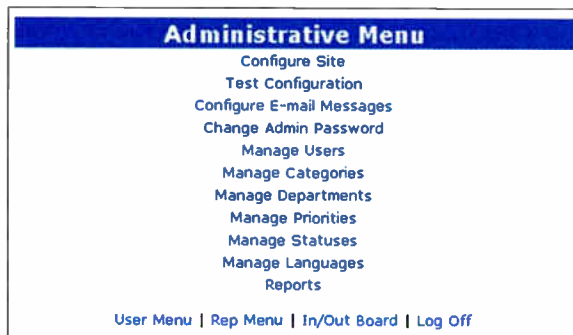 Administrative Menu
Configure Site
Test Configuration
Configure E-mail Messages
Change Admin Password
Manage Users
Manage Categories
Manage Departments
Manage Priorities
Manage Statuses
Manage Languages
Reports
User Menu | Rep Menu | In/Out Board | Log Off